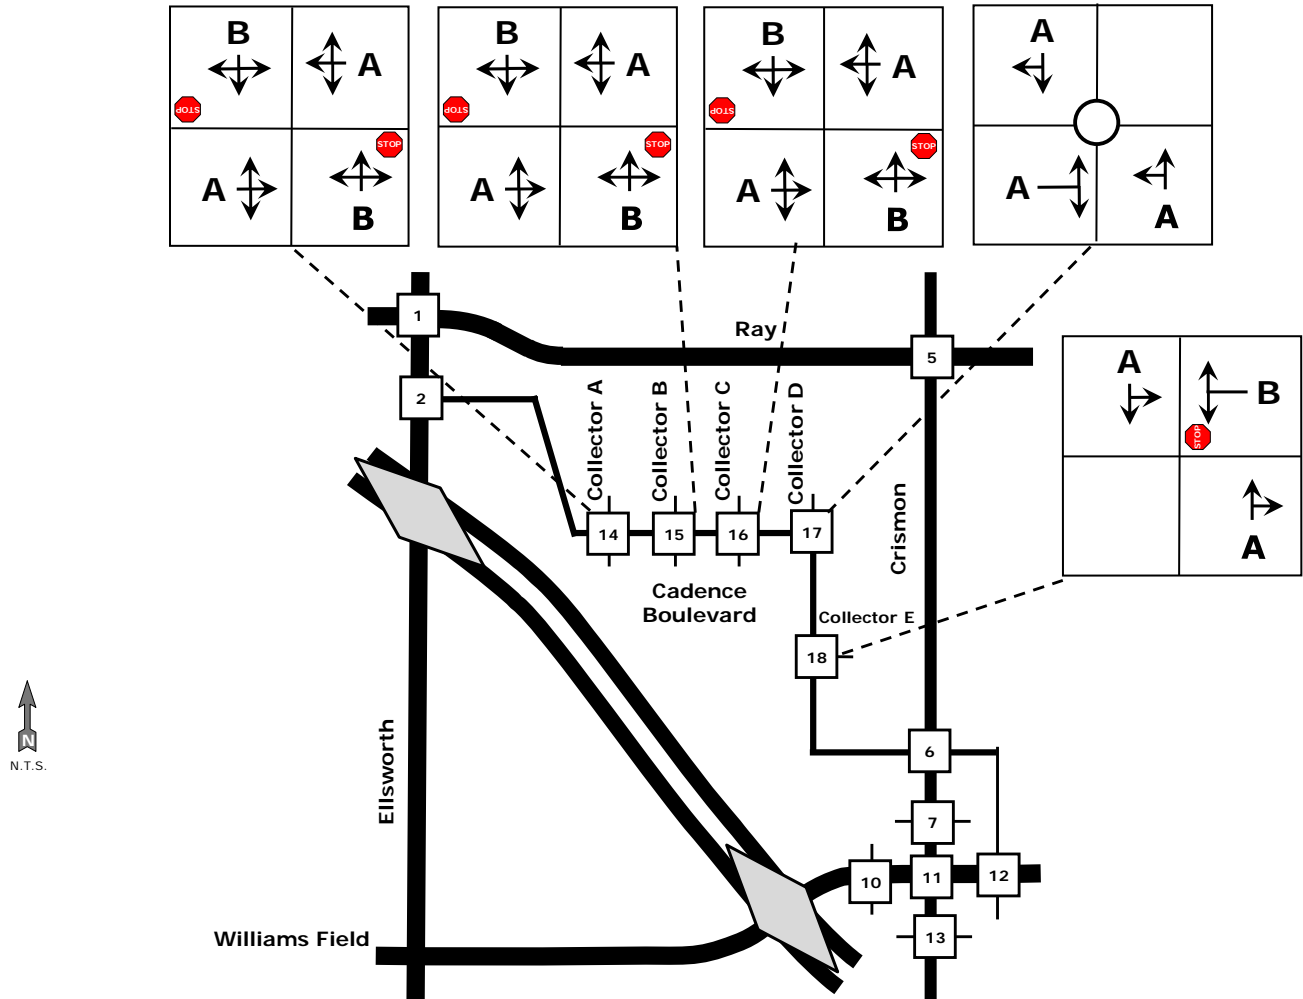 B
A
STOP
STOP
A
B
B
A
STOP
STOP
A
B
B
A
STOP
STOP
A
B
A
A
A
1
Ray
5
A
B
STOP
A
2
Collector A
Collector B
Collector C
Collector D
14
15
16
17
Crismon
Cadence
Boulevard
Collector E
18
N
N.T.S.
Ellsworth
6
7
10
11
12
Williams Field
13